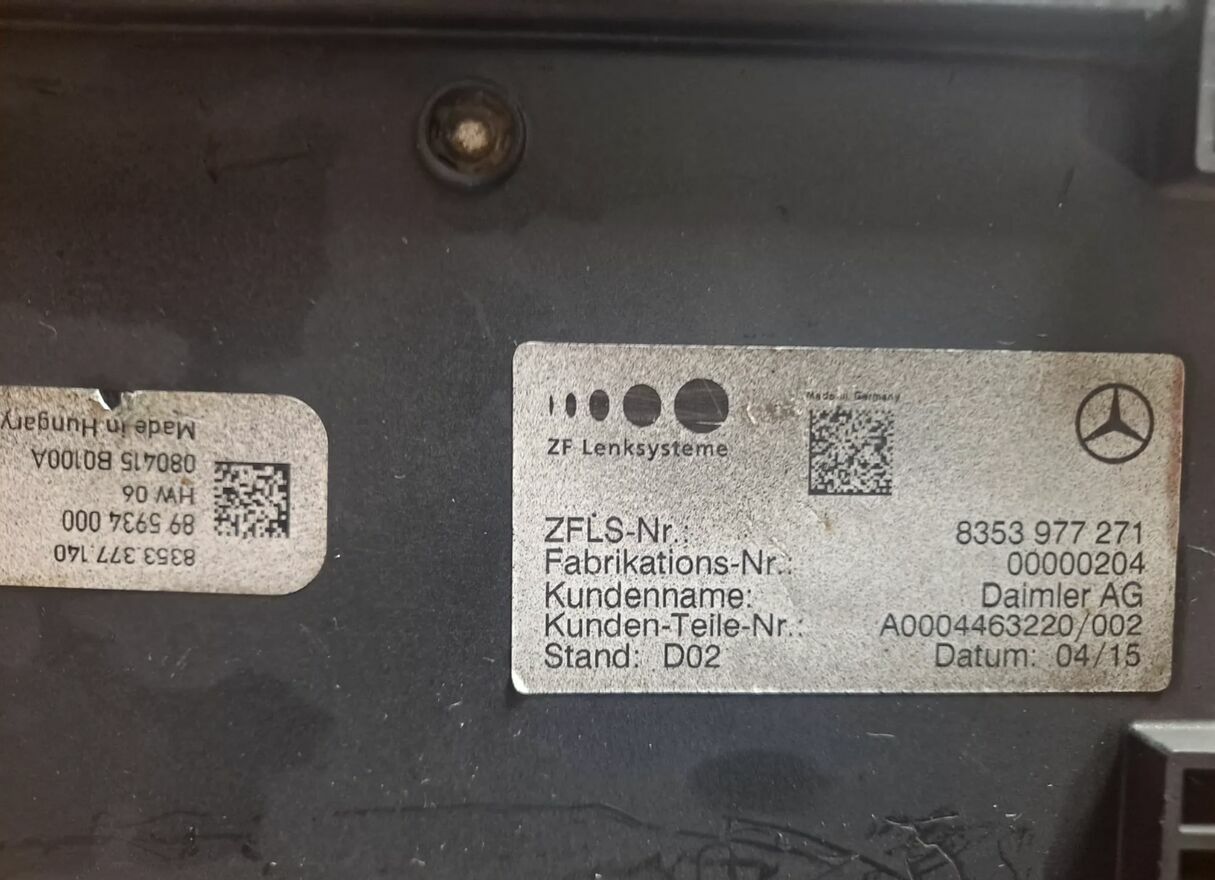 Made in Germany
ZF Lenksysteme
ZFLS-Nr.: 8353 977 271
Fabrikations-Nr.: 00000204
Kundenname: Daimler AG
Kunden-Teile-Nr.: A0004463220/002
Stand: D02 Datum: 04/15
8353.377.140
89 5934 000
HW 06
080415 B0100A
Made in Hungary